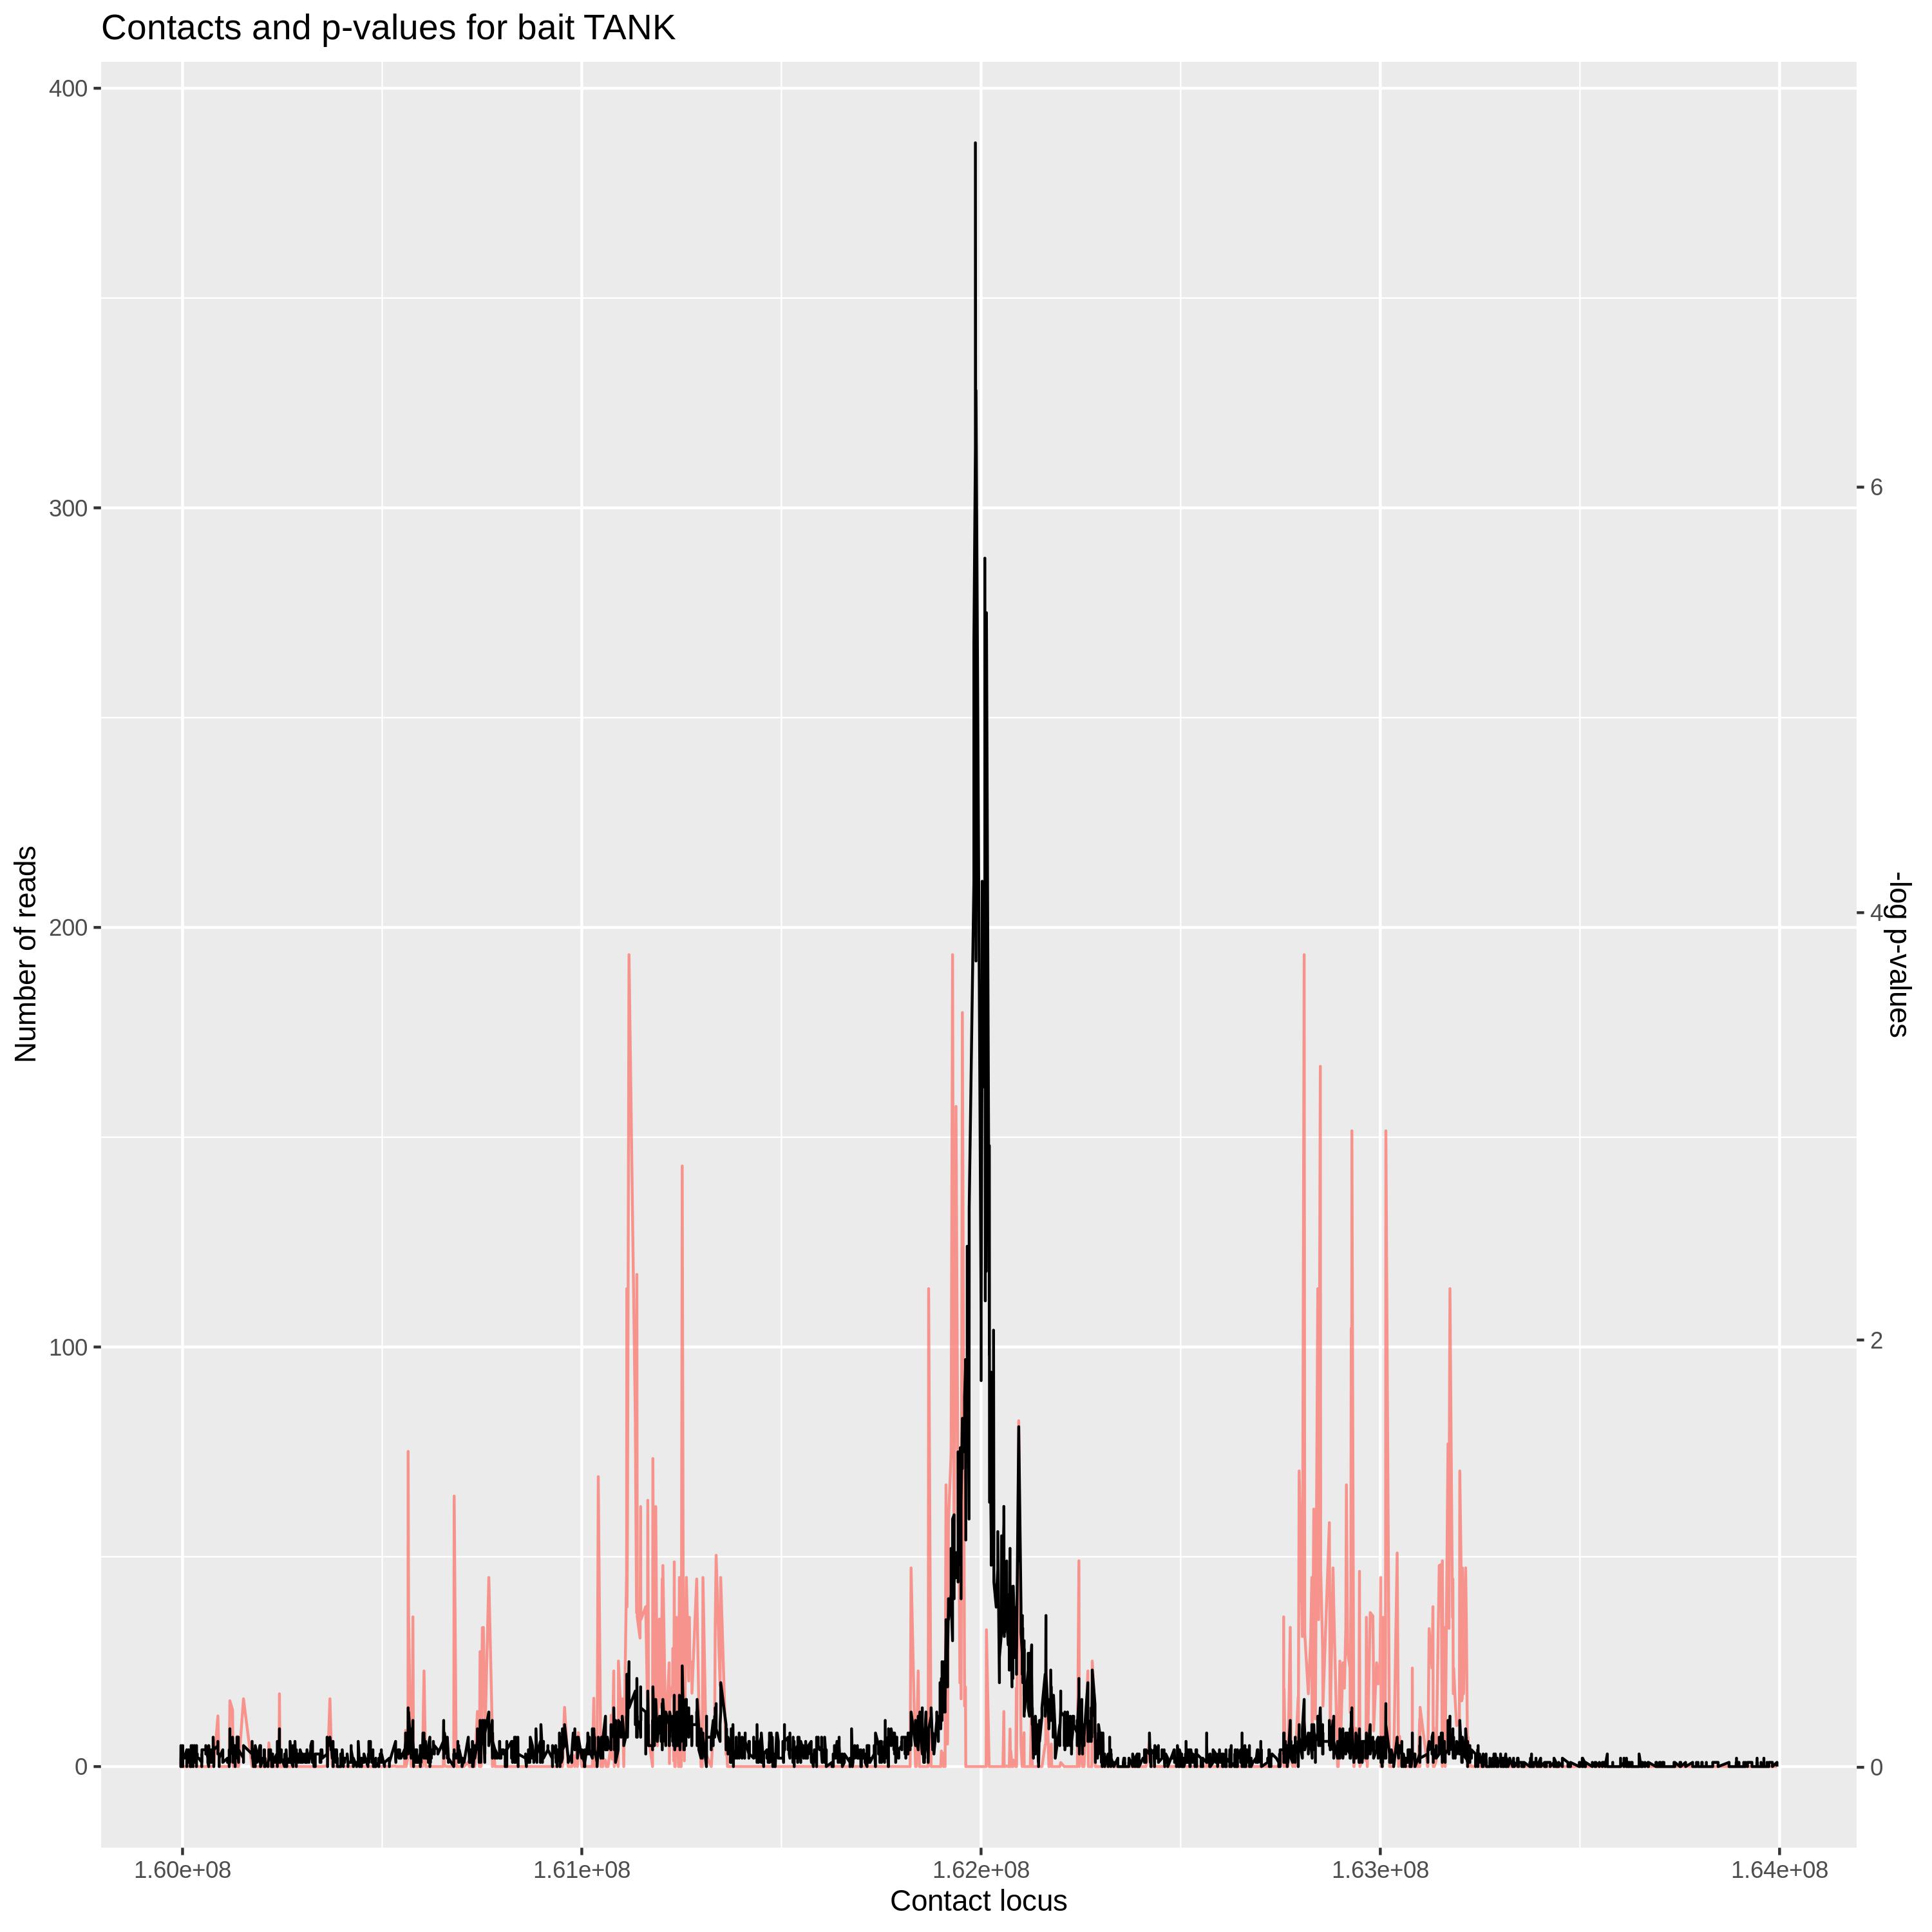 Contacts and p-values for bait TANK
400
300
200
100
0
Number of reads
6
4
2
0
-log p-values
1.60e+08
1.61e+08
1.62e+08
1.63e+08
1.64e+08
Contact locus